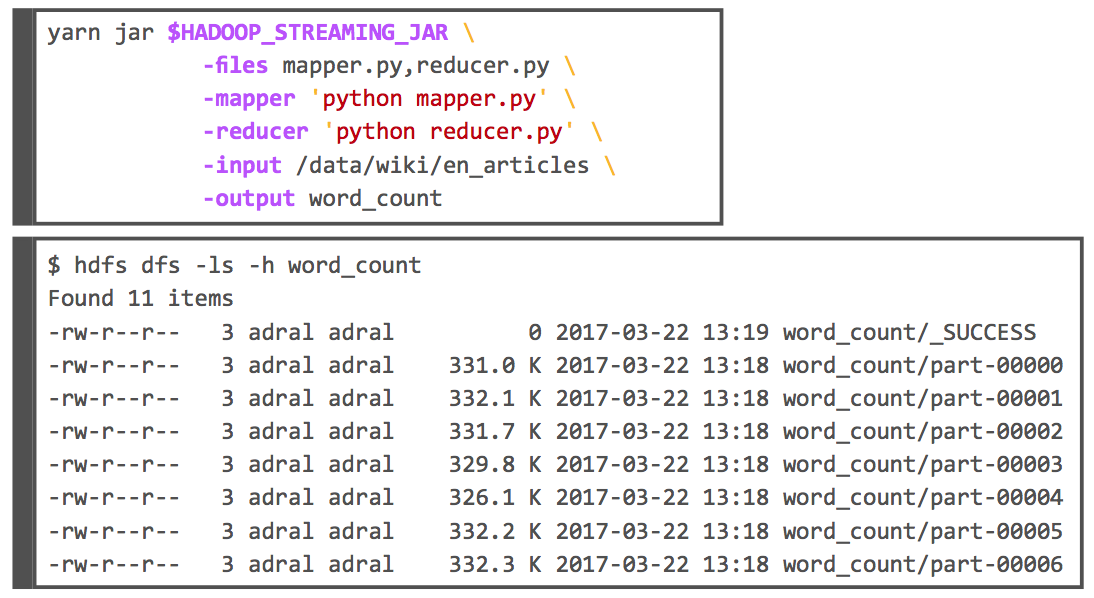 yarn jar $HADOOP_STREAMING_JAR \
-files mapper.py,reducer.py \
-mapper 'python mapper.py' \
-reducer 'python reducer.py' \
-input /data/wiki/en_articles \
-output word_count
$ hdfs dfs -ls -h word_count
Found 11 items
-rw-r--r-- 3 adral adral 0 2017-03-22 13:19 word_count/_SUCCESS
-rw-r--r-- 3 adral adral 331.0 K 2017-03-22 13:18 word_count/part-00000
-rw-r--r-- 3 adral adral 332.1 K 2017-03-22 13:18 word_count/part-00001
-rw-r--r-- 3 adral adral 331.7 K 2017-03-22 13:18 word_count/part-00002
-rw-r--r-- 3 adral adral 329.8 K 2017-03-22 13:18 word_count/part-00003
-rw-r--r-- 3 adral adral 326.1 K 2017-03-22 13:18 word_count/part-00004
-rw-r--r-- 3 adral adral 332.2 K 2017-03-22 13:18 word_count/part-00005
-rw-r--r-- 3 adral adral 332.3 K 2017-03-22 13:18 word_count/part-00006